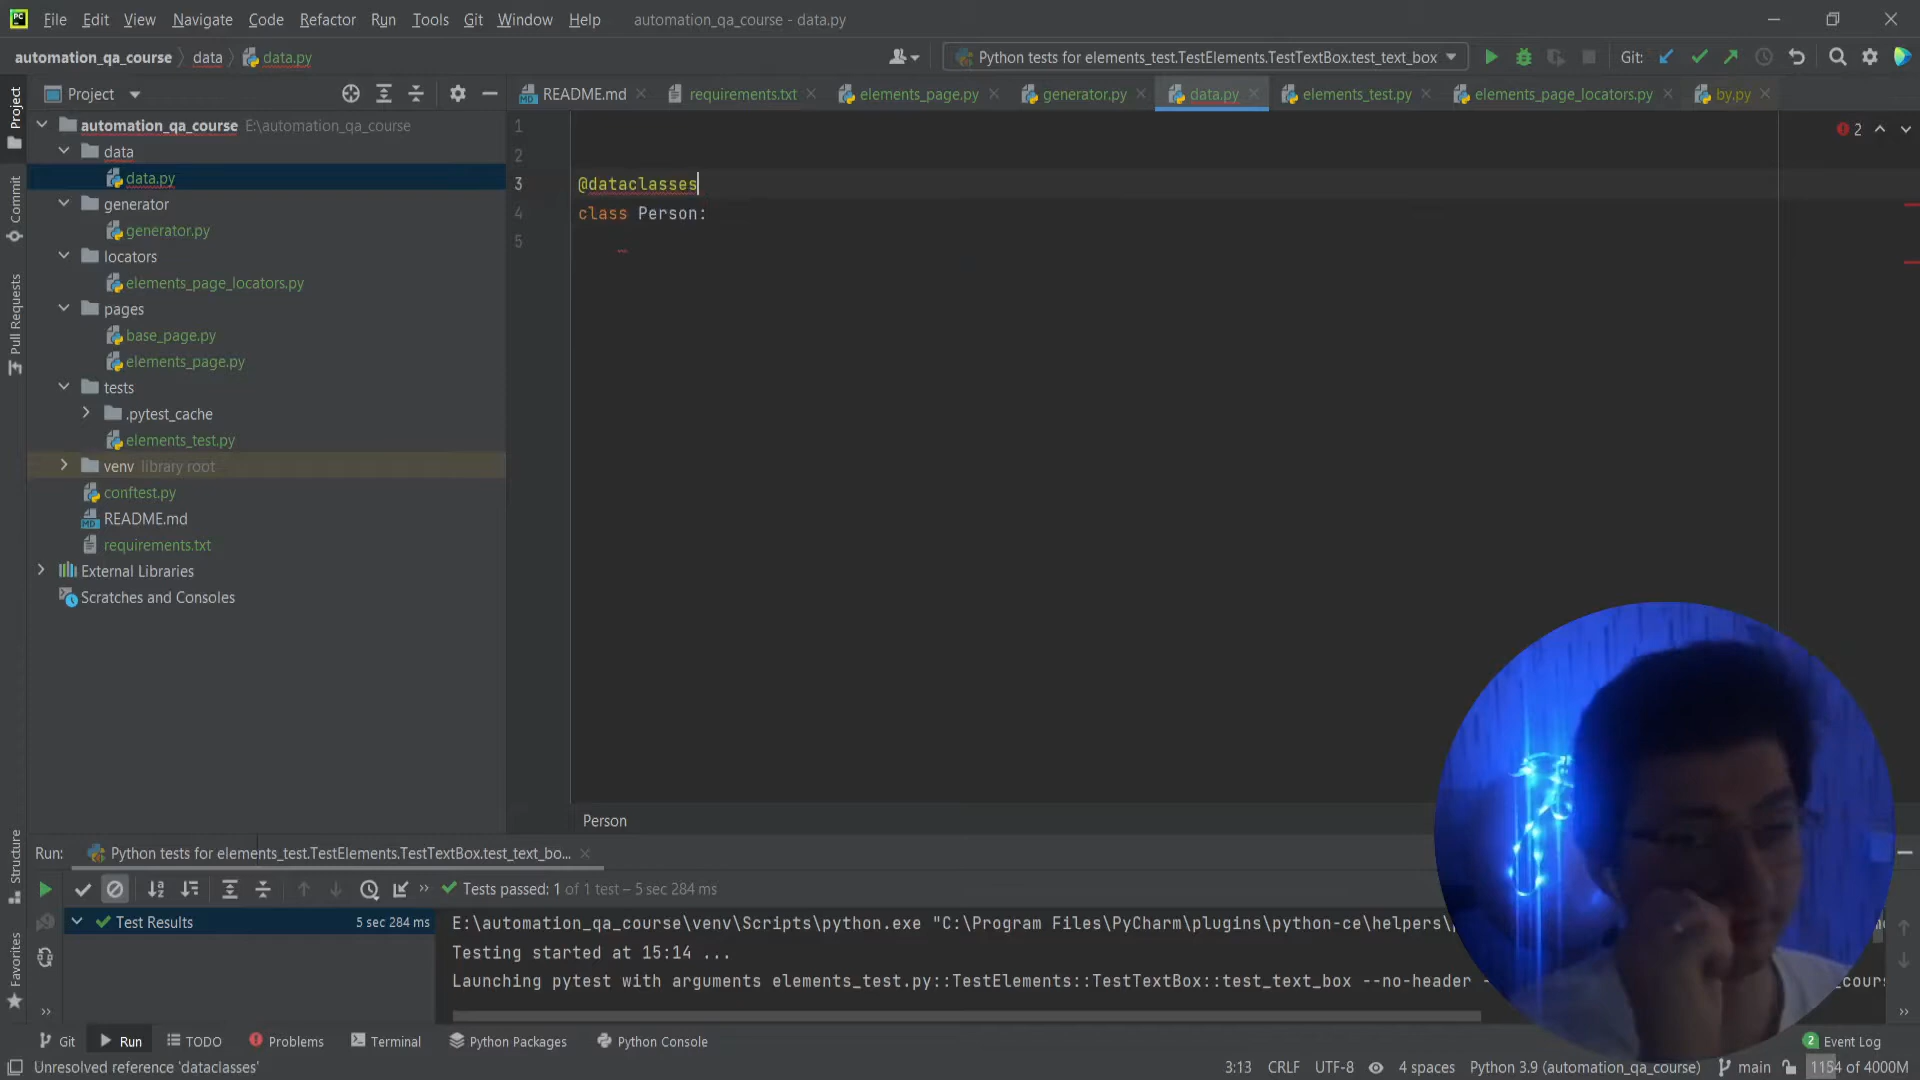 File Edit View Navigate Code Refactor Run Tools Git Window Help automation_qa_course - data.py
automation_qa_course data data.py Python tests for elements_test.TestElements.TestTextBox.test_text_box Git:
Project README.md requirements.txt elements_page.py generator.py data.py elements_test.py elements_page_locators.py by.py
Project
Commit
Pull Requests
Structure
Favorites
automation_qa_course E:\automation_qa_course
data
data.py
generator
generator.py
locators
elements_page_locators.py
pages
base_page.py
elements_page.py
tests
.pytest_cache
elements_test.py
venv library root
conftest.py
README.md
requirements.txt
External Libraries
Scratches and Consoles
1
2
3 @dataclasses
4 class Person:
5
2
Person
Run: Python tests for elements_test.TestElements.TestTextBox.test_text_bo...
Tests passed: 1 of 1 test – 5 sec 284 ms
Test Results 5 sec 284 ms
E:\automation_qa_course\venv\Scripts\python.exe "C:\Program Files\PyCharm\plugins\python-ce\helpers\
Testing started at 15:14 ...
Launching pytest with arguments elements_test.py::TestElements::TestTextBox::test_text_box --no-header
Git Run TODO Problems Terminal Python Packages Python Console 2 Event Log
Unresolved reference 'dataclasses' 3:13 CRLF UTF-8 4 spaces Python 3.9 (automation_qa_course) main 1154 of 4000M